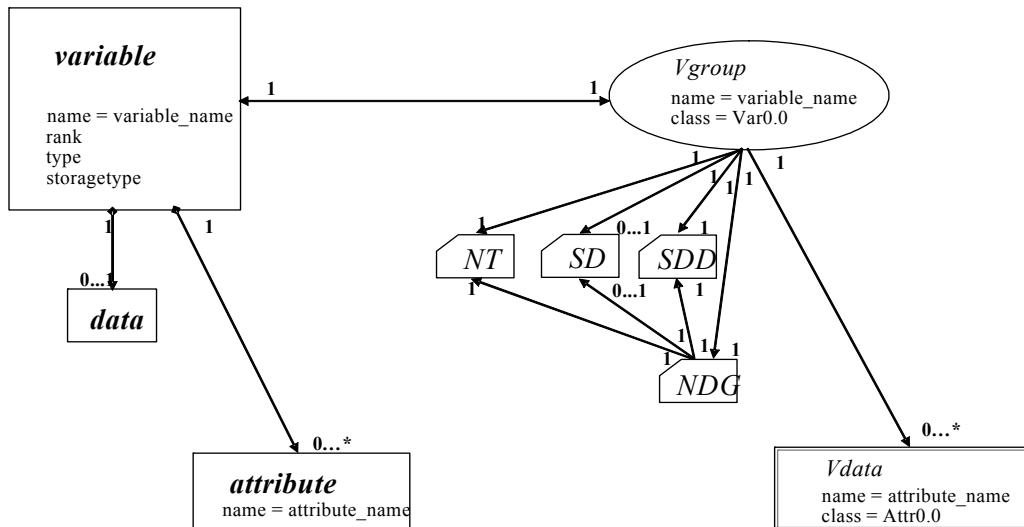 variable
name = variable_name
rank
type
storagetype
1
1
Vgroup
name = variable_name
class = Var0.0
1
1
1
1
1
1
0...1
1
NT
SD
SDD
1
0...1
1
1
1
1
1
NDG
1
1
0...1
data
0...*
attribute
name = attribute_name
0...*
Vdata
name = attribute_name
class = Attr0.0